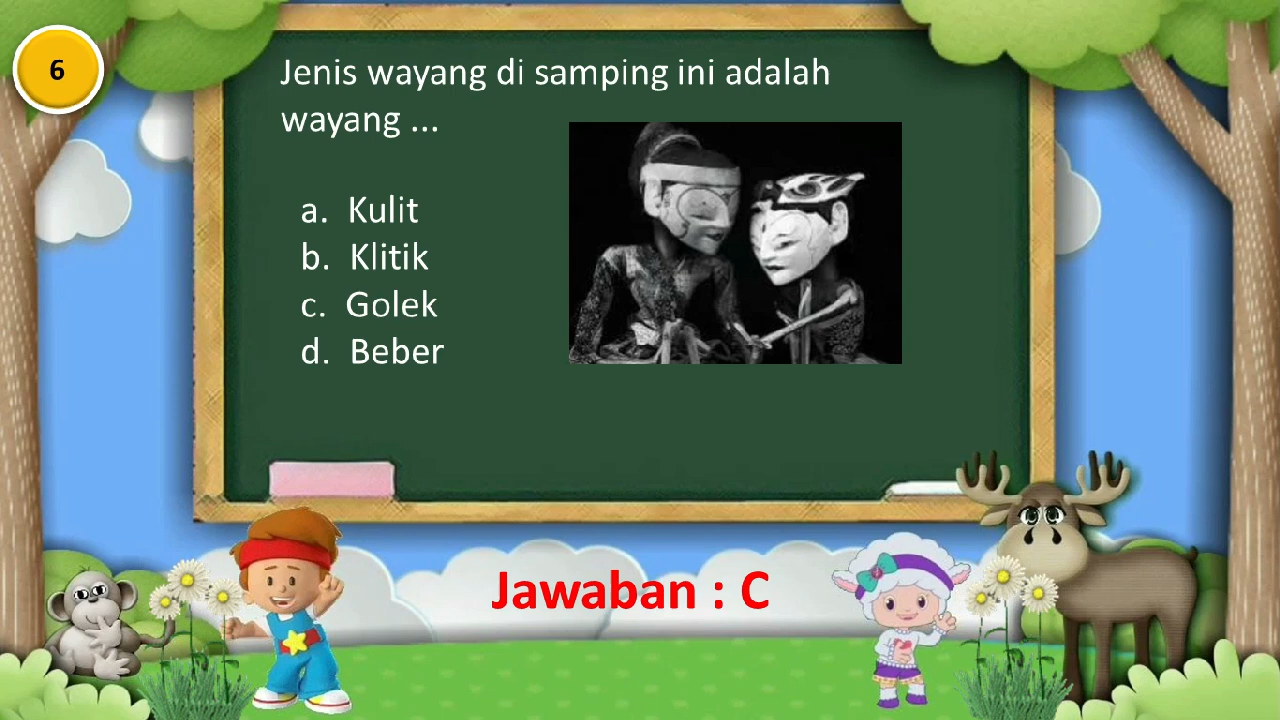 6
Jenis wayang di samping ini adalah
wayang ...
a. Kulit
b. Klitik
c. Golek
d. Beber
Jawaban : C